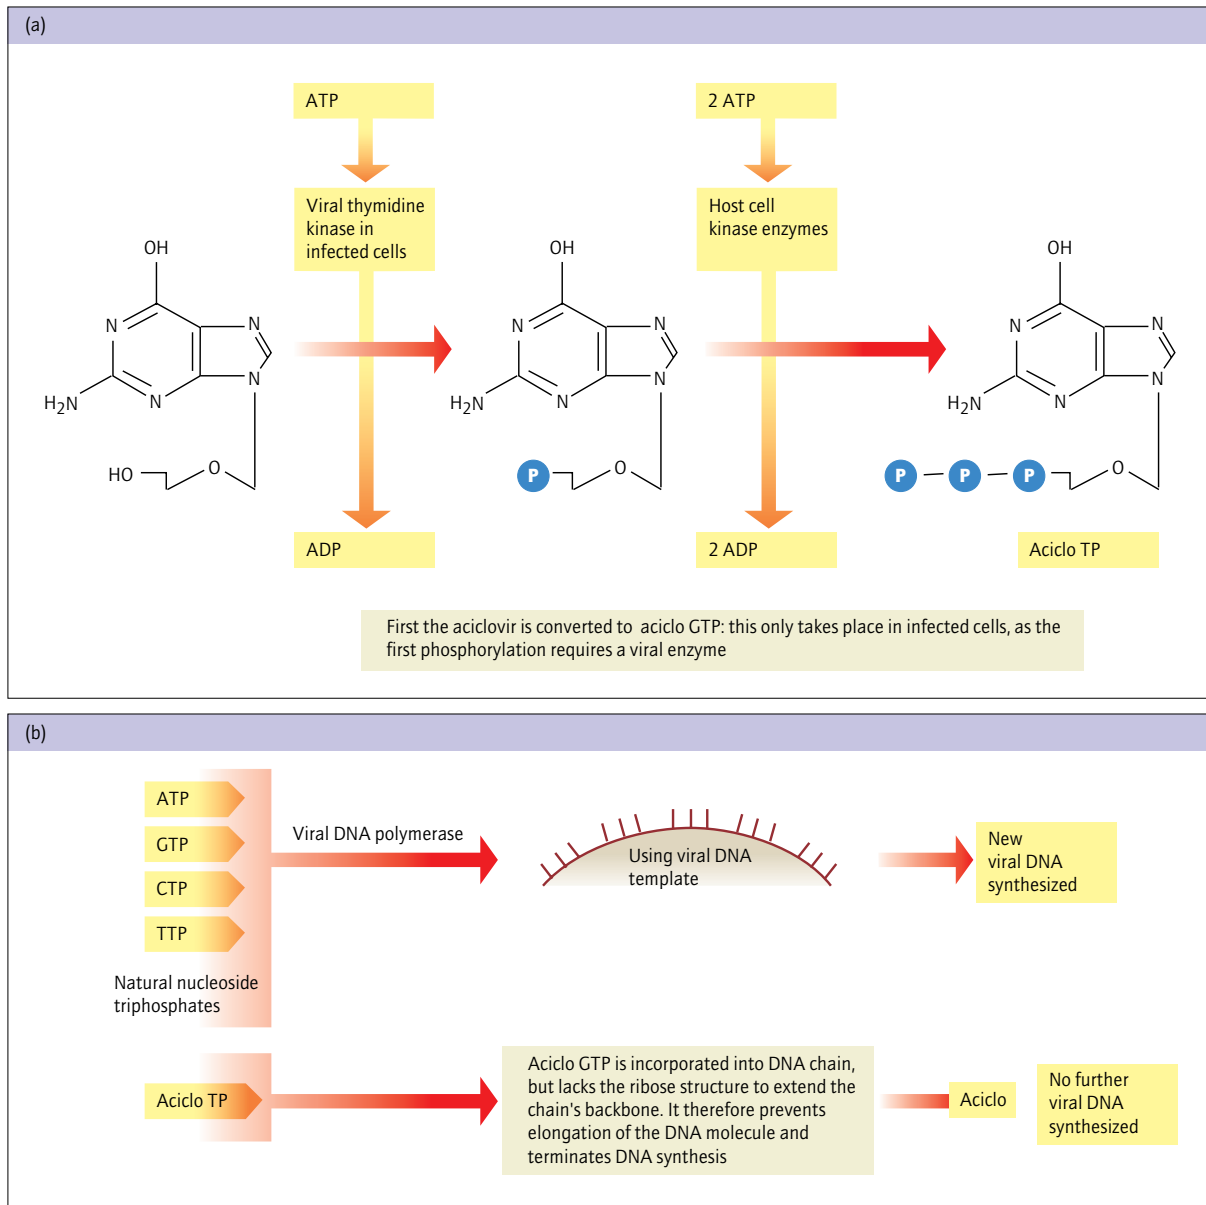 (a)
ATP
2 ATP
Viral thymidine
kinase in
infected cells
Host cell
kinase enzymes
OH
N
N
N
N
H₂N
HO
O
OH
N
N
N
N
H₂N
P
O
OH
N
N
N
N
H₂N
P
P
P
O
ADP
2 ADP
Aciclo TP
First the aciclovir is converted to aciclo GTP: this only takes place in infected cells, as the
first phosphorylation requires a viral enzyme
(b)
ATP
GTP
CTP
TTP
Natural nucleoside
triphosphates
Viral DNA polymerase
Using viral DNA
template
New
viral DNA
synthesized
Aciclo TP
Aciclo GTP is incorporated into DNA chain,
but lacks the ribose structure to extend the
chain's backbone. It therefore prevents
elongation of the DNA molecule and
terminates DNA synthesis
Aciclo
No further
viral DNA
synthesized